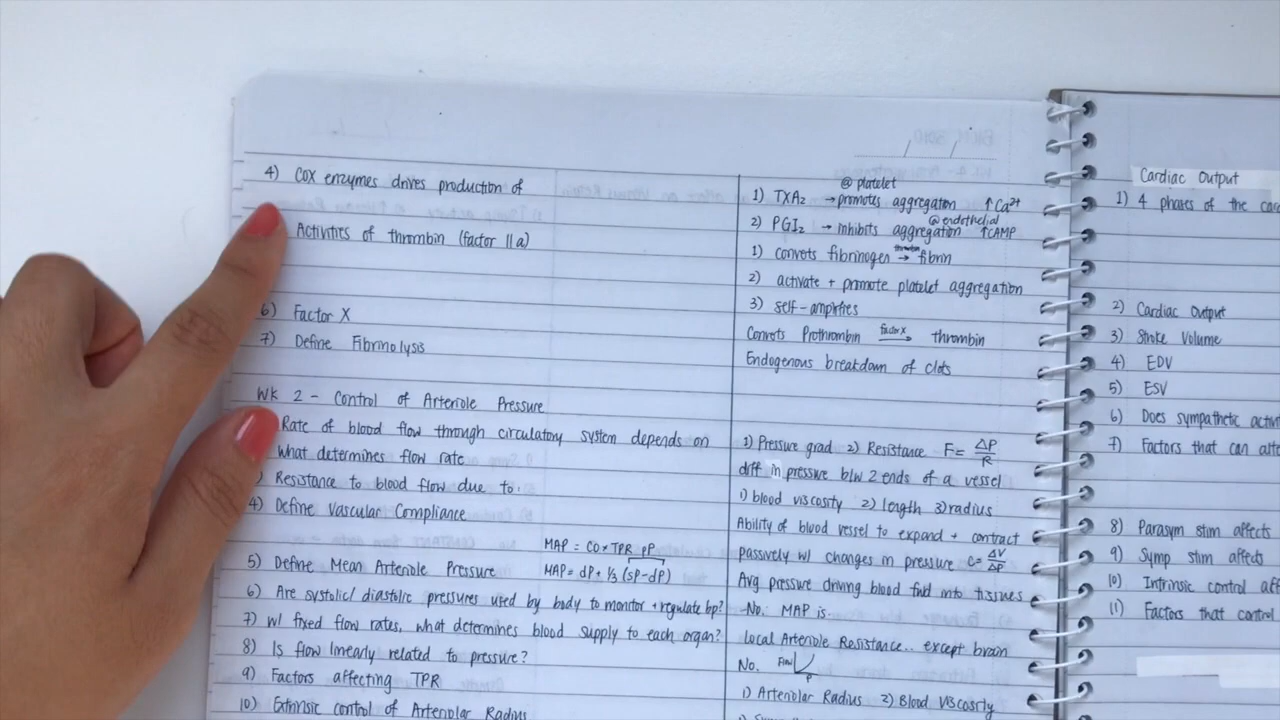 4) COX enzymes drives production of
Activities of thrombin (factor IIa)
6) Factor X
7) Define Fibrinolysis
WK 2 - Control of Arteriole Pressure
Rate of blood flow through circulatory system depends on
What determines flow rate
) Resistance to blood flow due to..
4) Define Vascular Compliance
MAP = CO x TPR PP
5) Define Mean Arteriole Pressure
MAP = dP + 1/3 (SP-dP)
6) Are systolic/ diastolic pressures used by body to monitor + regulate bp?
7) w/ fixed flow rates, what determines blood supply to each organ?
8) Is flow linearly related to pressure?
9) Factors affecting TPR
10) Extrinsic control of Arteriolar Radius
@ platelet
1) TXA2 → promotes aggregation ↑Ca2+
@ endothelial
2) PGI2 → inhibits aggregation ↑cAMP
1) convots fibrinogen thrombin → fibrin
2) activate + promote platelet aggregation
3) self-amplifies
Convots Prothrombin factor X → thrombin
Endogenous breakdown of clots
1) Pressure grad 2) Resistance F= ΔP/R
diff in pressure b/w 2 ends of a vessel
1) blood viscosity 2) length 3) radius
Ability of blood vessel to expand + contract
passively w/ changes in pressure c= ΔV/ΔP
Avg pressure driving blood fwd into tissues
-No. MAP is..
Local Arteriole Resistance.. except brain
No. Flow P
1) Arteriolar Radius 2) Blood Viscosity
Cardiac Output
1) 4 phases of the car
2) Cardiac Output
3) Stroke Volume
4) EDV
5) ESV
6) Does sympathetic activ
7) Factors that can alte
8) Parasym stim affects
9) Symp stim affects
10) Intrinsic control aff
11) Factors that control